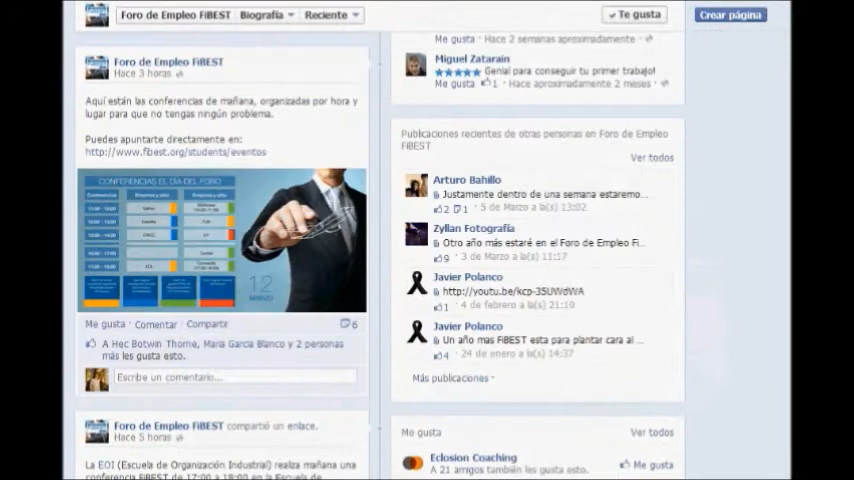 Foro de Empleo FiBEST Biografía Reciente
Te gusta
Crear página
Foro de Empleo FiBEST
Hace 3 horas
Aquí están las conferencias de mañana, organizadas por hora y
lugar para que no tengas ningún problema.
Puedes apuntarte directamente en:
http://www.fibest.org/students/eventos
CONFERENCIAS EL DÍA DEL FORO
12
MARZO
Me gusta · Comentar · Compartir
6
A Hec Botwin Thorne, Maria Garcia Blanco y 2 personas
más les gusta esto.
Escribe un comentario...
Foro de Empleo FiBEST compartió un enlace.
Hace 5 horas
La EOI (Escuela de Organización Industrial) realiza mañana una
conferencia FiBEST de 17:00 a 18:00 en la Escuela de
Me gusta · Hace 2 semanas aproximadamente
Miguel Zatarain
Genial para conseguir tu primer trabajo!
Me gusta · 1 · Hace aproximadamente 2 meses
Publicaciones recientes de otras personas en Foro de Empleo
FiBEST
Ver todos
Arturo Bahillo
Justamente dentro de una semana estaremo...
2 1 · 5 de Marzo a la(s) 13:02
Zyllan Fotografía
Otro año más estaré en el Foro de Empleo Fi...
9 · 3 de Marzo a la(s) 11:17
Javier Polanco
http://youtu.be/kcp-35UWdWA
1 · 4 de febrero a la(s) 21:10
Javier Polanco
Un año mas FiBEST esta para plantar cara al ...
4 · 24 de enero a la(s) 14:37
Más publicaciones
Me gusta
Ver todos
Eclosion Coaching
A 21 amigos también les gusta esto.
Me gusta